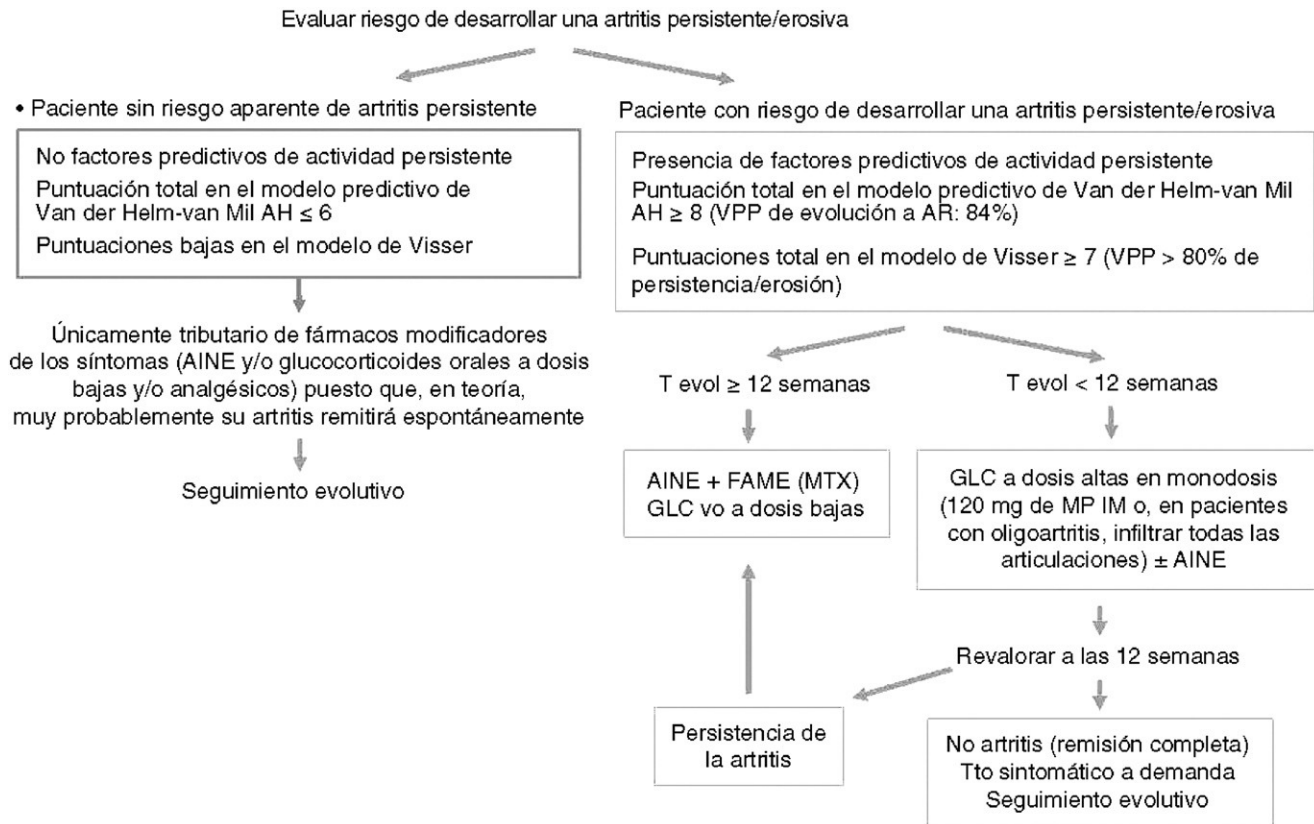 Evaluar riesgo de desarrollar una artritis persistente/erosiva
• Paciente sin riesgo aparente de artritis persistente
No factores predictivos de actividad persistente
Puntuación total en el modelo predictivo de
Van der Helm-van Mil AH ≤ 6
Puntuaciones bajas en el modelo de Visser
Únicamente tributario de fármacos modificadores
de los síntomas (AINE y/o glucocorticoides orales a dosis
bajas y/o analgésicos) puesto que, en teoría,
muy probablemente su artritis remitirá espontáneamente
Seguimiento evolutivo
Paciente con riesgo de desarrollar una artritis persistente/erosiva
Presencia de factores predictivos de actividad persistente
Puntuación total en el modelo predictivo de Van der Helm-van Mil
AH ≥ 8 (VPP de evolución a AR: 84%)
Puntuaciones total en el modelo de Visser ≥ 7 (VPP > 80% de
persistencia/erosión)
T evol ≥ 12 semanas
AINE + FAME (MTX)
GLC vo a dosis bajas
T evol < 12 semanas
GLC a dosis altas en monodosis
(120 mg de MP IM o, en pacientes
con oligoartritis, infiltrar todas las
articulaciones) ± AINE
Revalorar a las 12 semanas
Persistencia de
la artritis
No artritis (remisión completa)
Tto sintomático a demanda
Seguimiento evolutivo